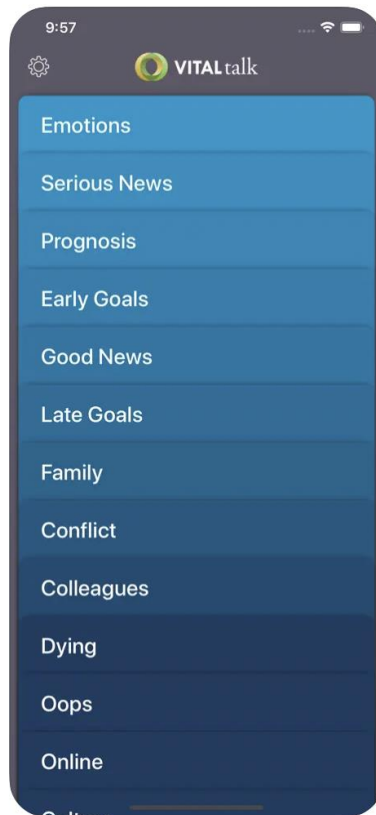 9:57
VITALtalk
Emotions
Serious News
Prognosis
Early Goals
Good News
Late Goals
Family
Conflict
Colleagues
Dying
Oops
Online